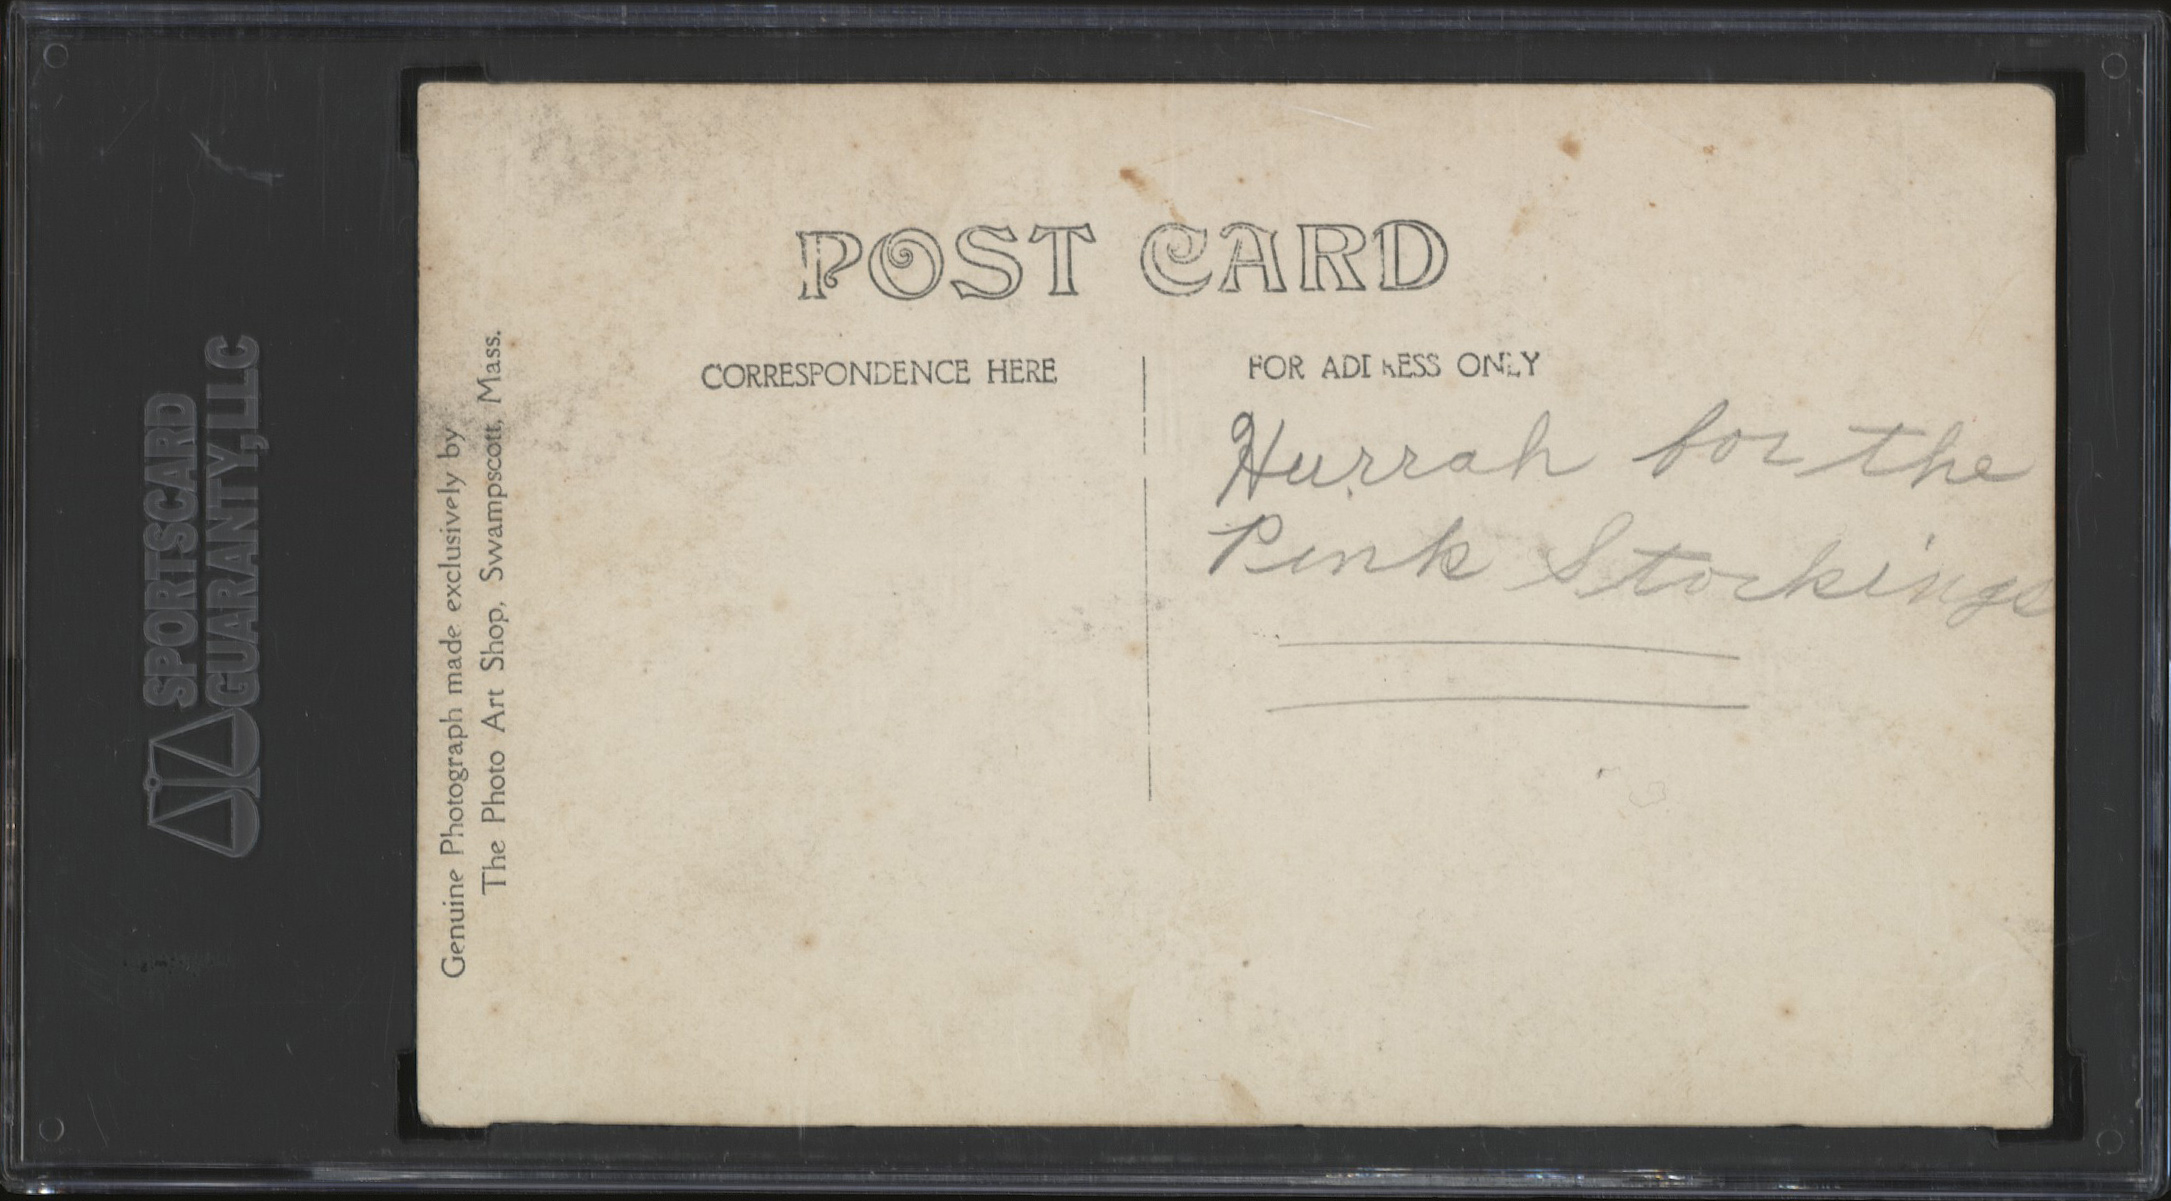 SPORTSCARD
GUARANTY, LLC
Genuine Photograph made exclusively by
The Photo Art Shop, Swampscott, Mass.
POST CARD
CORRESPONDENCE HERE
FOR ADDRESS ONLY
Hurrah for the
Pink Stockings